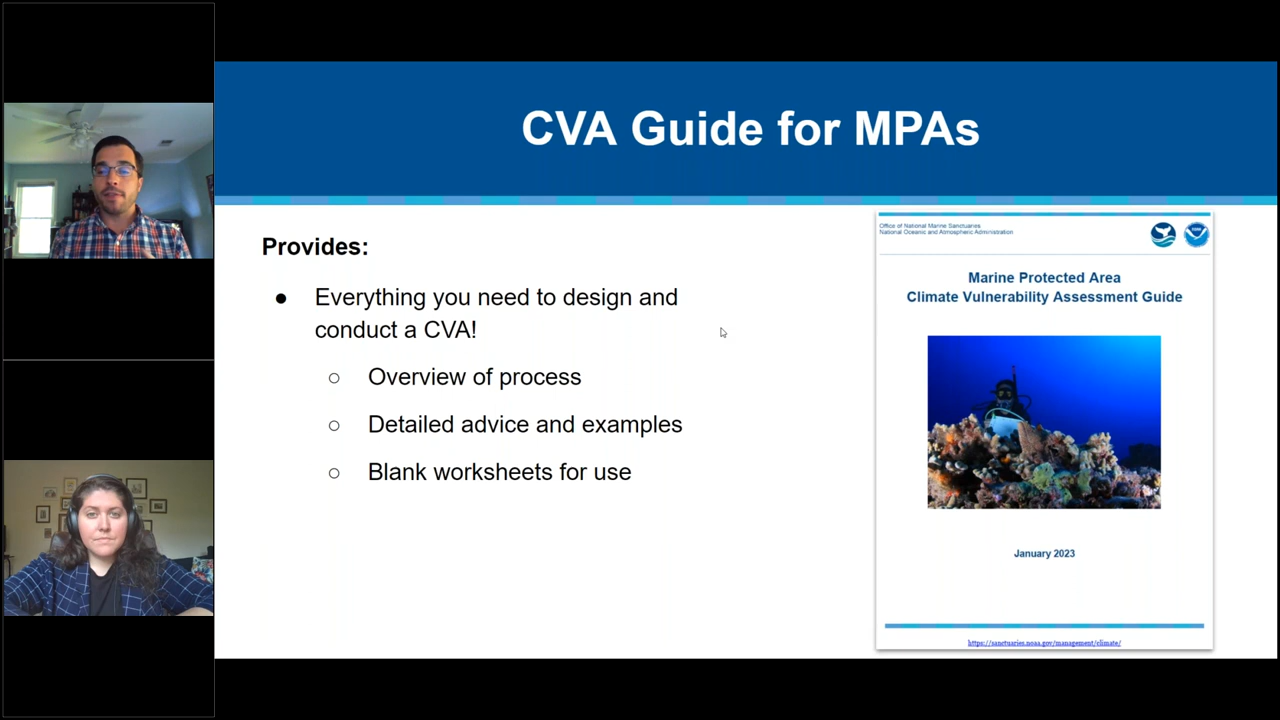 CVA Guide for MPAs
Provides:
● Everything you need to design and
conduct a CVA!
○ Overview of process
○ Detailed advice and examples
○ Blank worksheets for use
Office of National Marine Sanctuaries
National Oceanic and Atmospheric Administration
Marine Protected Area
Climate Vulnerability Assessment Guide
January 2023
https://sanctuaries.noaa.gov/management/climate/